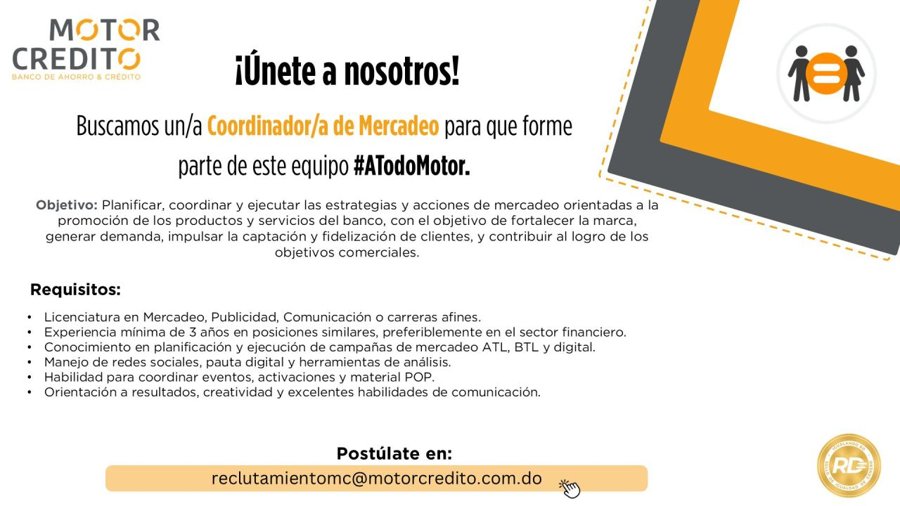 MOTOR
CREDITO
BANCO DE AHORRO & CRÉDITO
¡Únete a nosotros!
Buscamos un/a Coordinador/a de Mercadeo para que forme
parte de este equipo #ATodoMotor.
Objetivo: Planificar, coordinar y ejecutar las estrategias y acciones de mercadeo orientadas a la
promoción de los productos y servicios del banco, con el objetivo de fortalecer la marca,
generar demanda, impulsar la captación y fidelización de clientes, y contribuir al logro de los
objetivos comerciales.
Requisitos:
• Licenciatura en Mercadeo, Publicidad, Comunicación o carreras afines.
• Experiencia mínima de 3 años en posiciones similares, preferiblemente en el sector financiero.
• Conocimiento en planificación y ejecución de campañas de mercadeo ATL, BTL y digital.
• Manejo de redes sociales, pauta digital y herramientas de análisis.
• Habilidad para coordinar eventos, activaciones y material POP.
• Orientación a resultados, creatividad y excelentes habilidades de comunicación.
Postúlate en:
reclutamientomc@motorcredito.com.do
RD